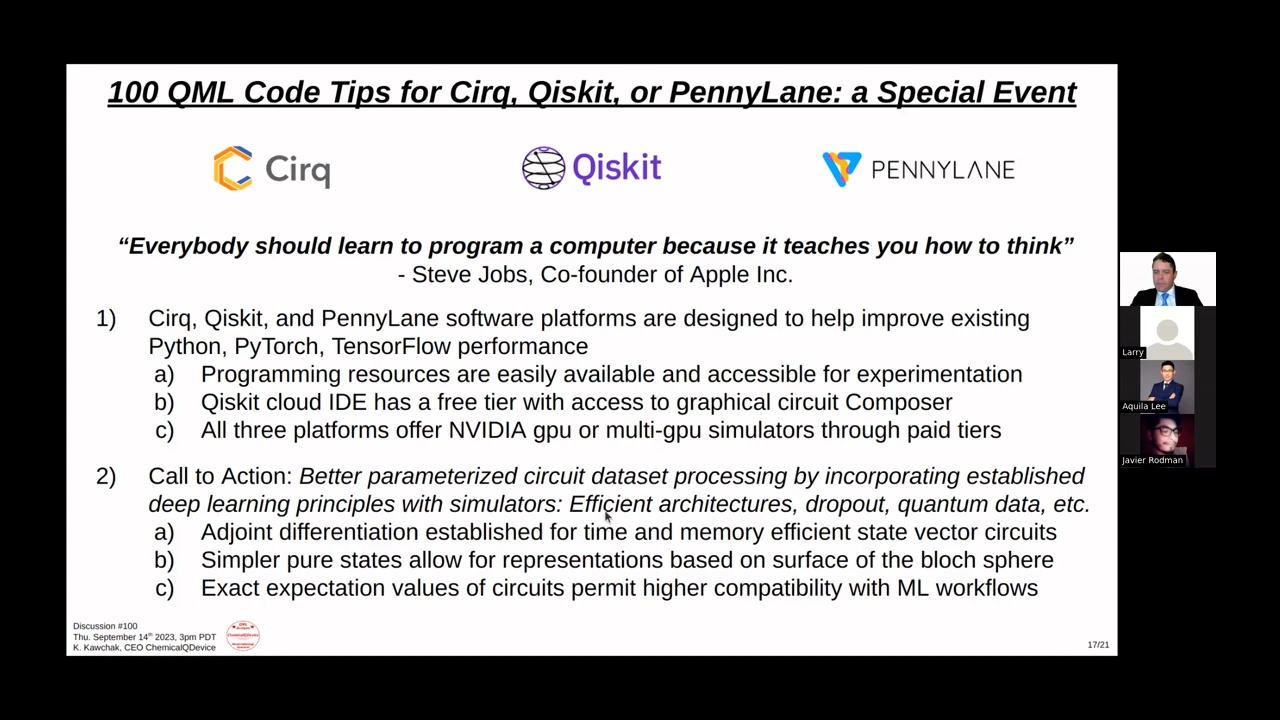 100 QML Code Tips for Cirq, Qiskit, or PennyLane: a Special Event
Cirq
Qiskit
PENNYLANE
“Everybody should learn to program a computer because it teaches you how to think”
- Steve Jobs, Co-founder of Apple Inc.
1) Cirq, Qiskit, and PennyLane software platforms are designed to help improve existing
Python, PyTorch, TensorFlow performance
a) Programming resources are easily available and accessible for experimentation
b) Qiskit cloud IDE has a free tier with access to graphical circuit Composer
c) All three platforms offer NVIDIA gpu or multi-gpu simulators through paid tiers
2) Call to Action: Better parameterized circuit dataset processing by incorporating established
deep learning principles with simulators: Efficient architectures, dropout, quantum data, etc.
a) Adjoint differentiation established for time and memory efficient state vector circuits
b) Simpler pure states allow for representations based on surface of the bloch sphere
c) Exact expectation values of circuits permit higher compatibility with ML workflows
Discussion #100
Thu. September 14th 2023, 3pm PDT
K. Kawchak, CEO ChemicalQDevice
ChemicalQDevice
17/21
Larry
Aquila Lee
Javier Rodman